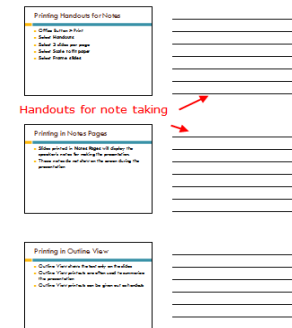 Printing Handouts for Notes
Office Button > Print
Select Handouts
Select 3 slides per page
Select Scale to fit paper
Select Frame slides
Handouts for note taking
Printing in Notes Pages
Slides printed in Notes Pages will display the
speaker's notes for making the presentation.
These notes do not show on the screen during the
presentation
Printing in Outline View
Outline View shows the text only on the slides
Outline View printouts are often used to summarize
the presentation
Outline View printouts can be given out as handouts